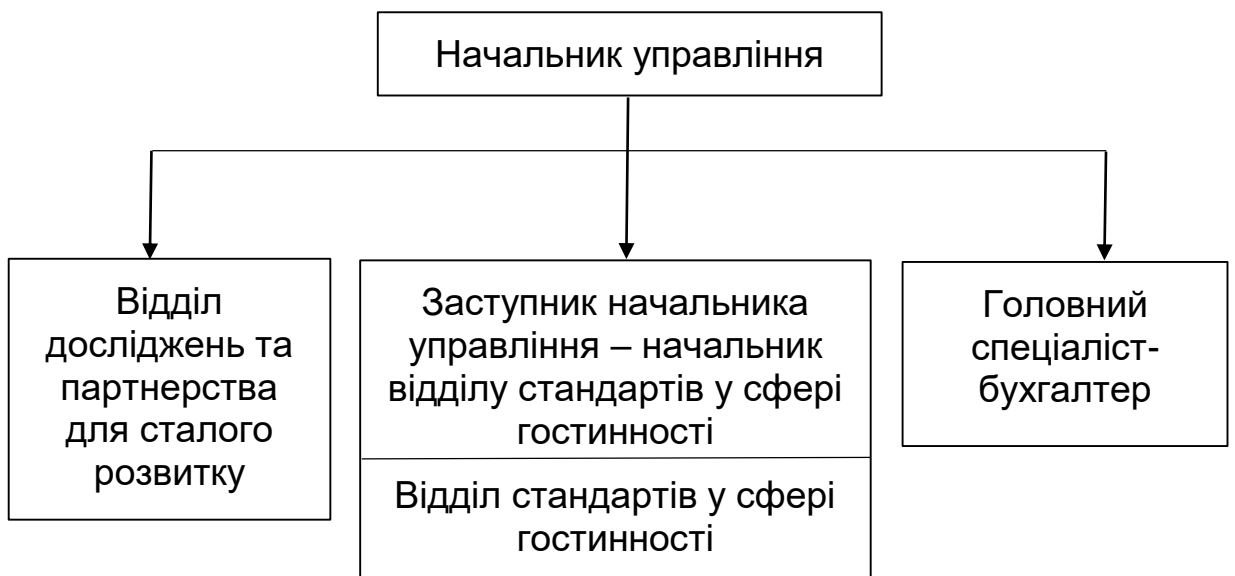 Начальник управління
Відділ
досліджень та
партнерства
для сталого
розвитку
Заступник начальника
управління – начальник
відділу стандартів у сфері
гостинності
Відділ стандартів у сфері
гостинності
Головний
спеціаліст-
бухгалтер